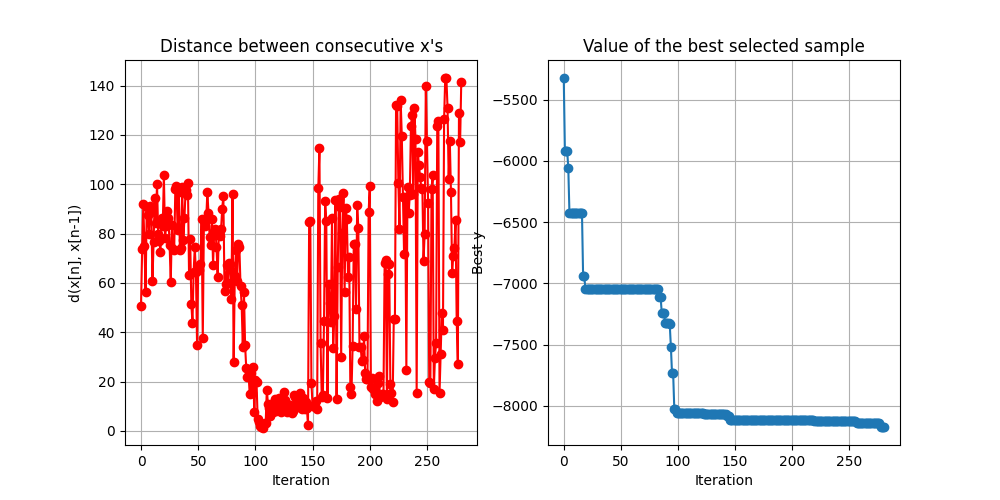 Distance between consecutive x's
d(x[n], x[n-1])
140
120
100
80
60
40
20
0
0 50 100 150 200 250
Iteration
Value of the best selected sample
Best y
−5500
−6000
−6500
−7000
−7500
−8000
0 50 100 150 200 250
Iteration